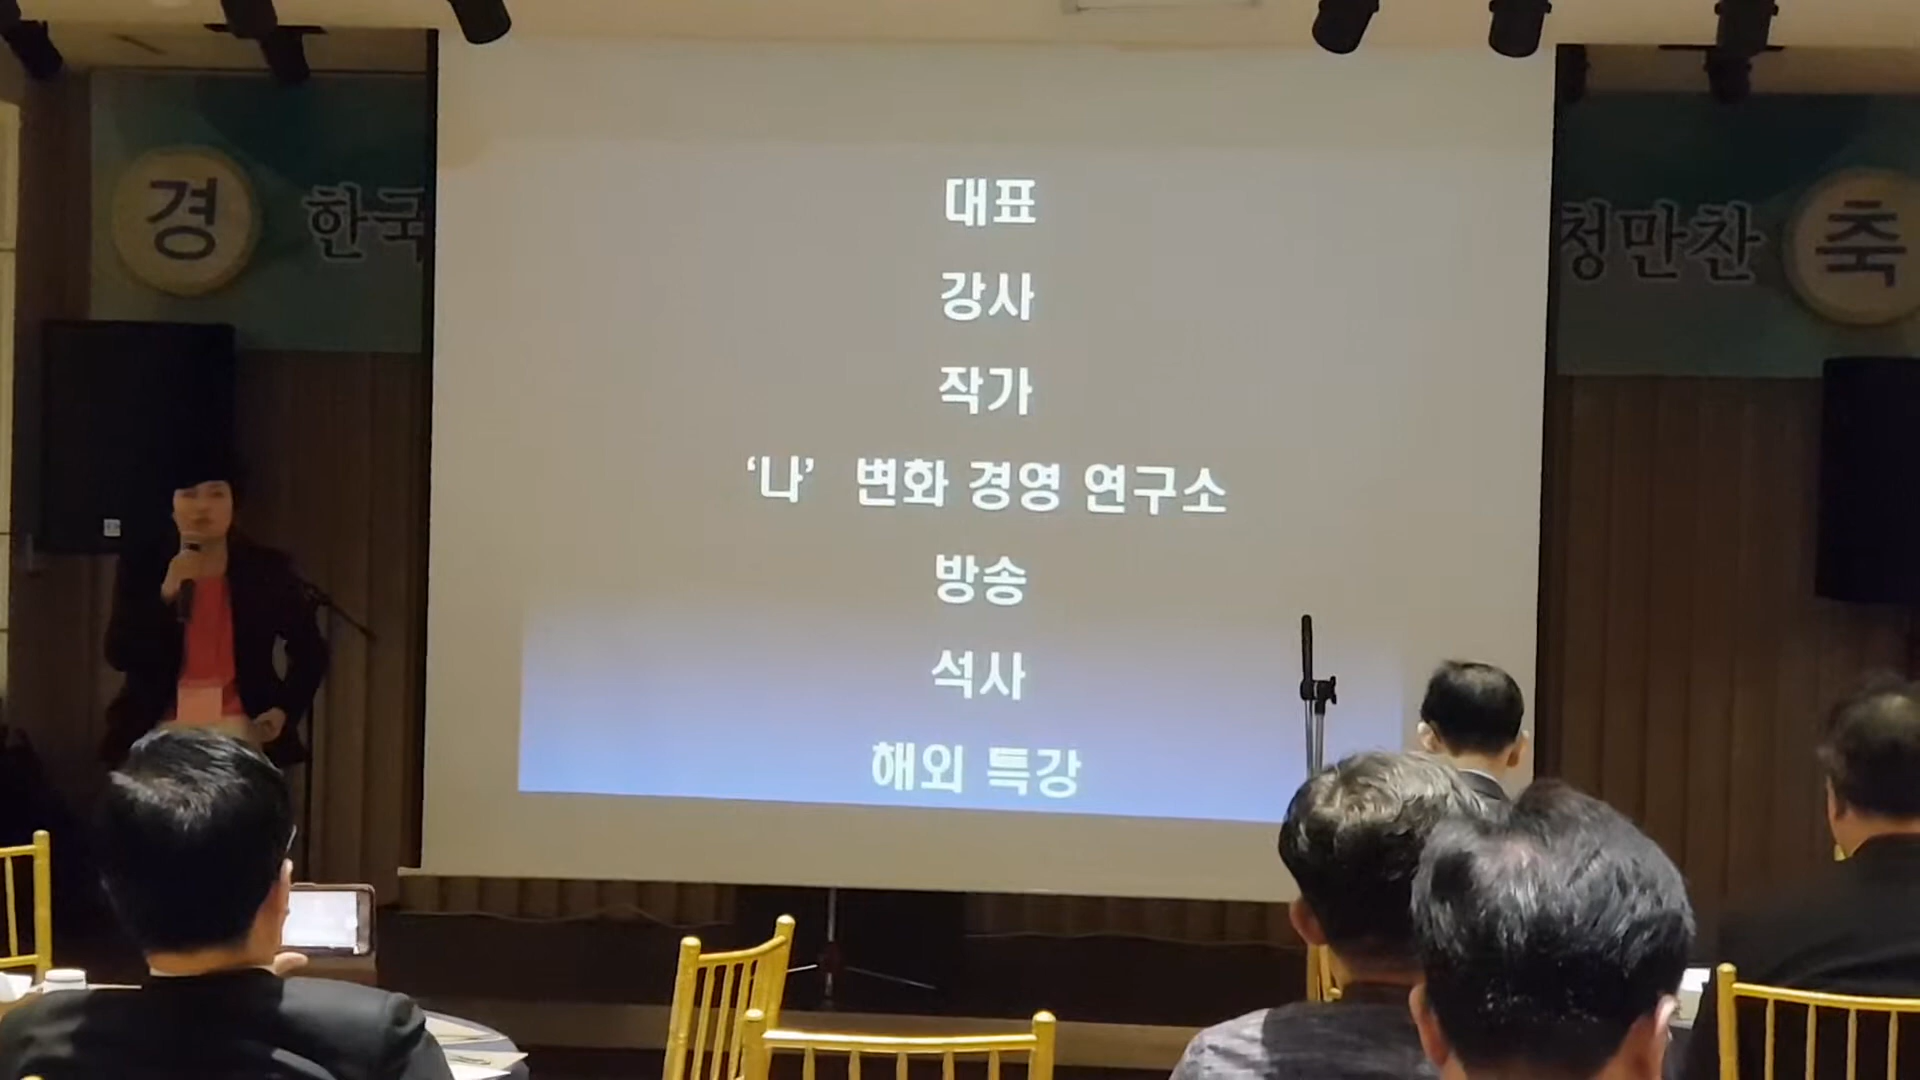 경 한국
청만찬 축
대표
강사
작가
‘나’ 변화 경영 연구소
방송
석사
해외 특강